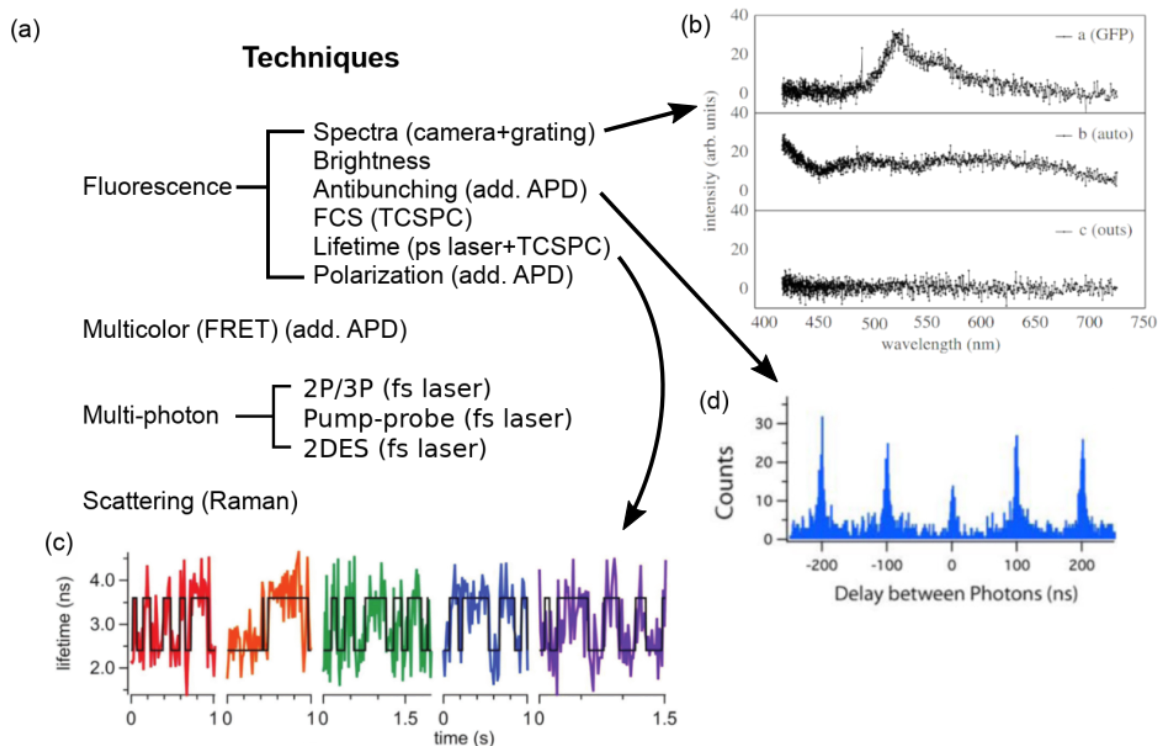 (a)
Techniques
Fluorescence
Spectra (camera+grating)
Brightness
Antibunching (add. APD)
FCS (TCSPC)
Lifetime (ps laser+TCSPC)
Polarization (add. APD)
Multicolor (FRET) (add. APD)
Multi-photon
2P/3P (fs laser)
Pump-probe (fs laser)
2DES (fs laser)
Scattering (Raman)
(b)
40
20
0
40
20
0
40
20
0
intensity (arb. units)
a (GFP)
b (auto)
c (outs)
400 450 500 550 600 650 700 750
wavelength (nm)
(c)
4.0
3.0
2.0
lifetime (ns)
0 1 0 1 0 1.5 0 1 0 1.5
time (s)
(d)
30
20
10
0
Counts
-200 -100 0 100 200
Delay between Photons (ns)